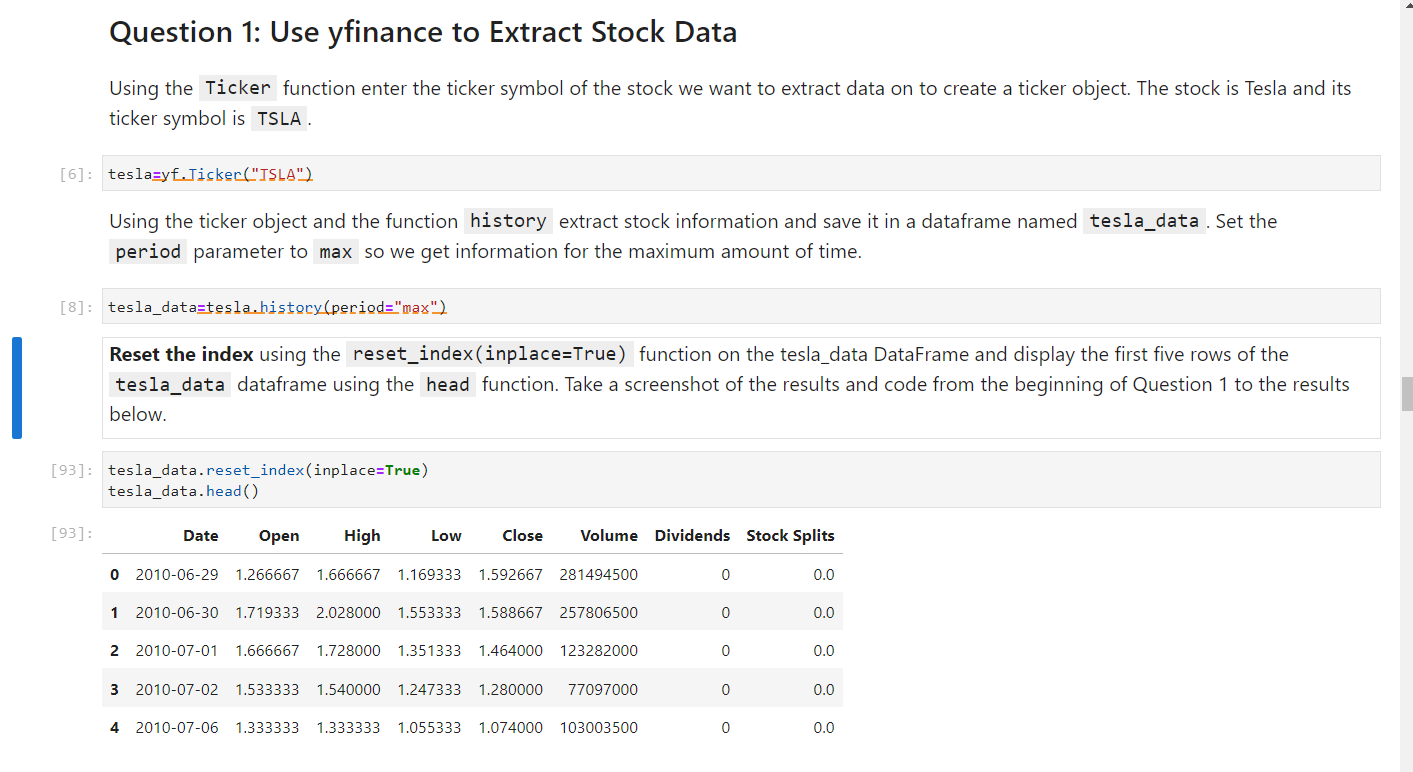 Question 1: Use yfinance to Extract Stock Data
Using the Ticker function enter the ticker symbol of the stock we want to extract data on to create a ticker object. The stock is Tesla and its
ticker symbol is TSLA .
[6]: tesla=yf.Ticker("TSLA")
Using the ticker object and the function history extract stock information and save it in a dataframe named tesla_data . Set the
period parameter to max so we get information for the maximum amount of time.
[8]: tesla_data=tesla.history(period="max")
Reset the index using the reset_index(inplace=True) function on the tesla_data DataFrame and display the first five rows of the
tesla_data dataframe using the head function. Take a screenshot of the results and code from the beginning of Question 1 to the results
below.
[93]: tesla_data.reset_index(inplace=True)
tesla_data.head()
[93]: Date Open High Low Close Volume Dividends Stock Splits
0 2010-06-29 1.266667 1.666667 1.169333 1.592667 281494500 0 0.0
1 2010-06-30 1.719333 2.028000 1.553333 1.588667 257806500 0 0.0
2 2010-07-01 1.666667 1.728000 1.351333 1.464000 123282000 0 0.0
3 2010-07-02 1.533333 1.540000 1.247333 1.280000 77097000 0 0.0
4 2010-07-06 1.333333 1.333333 1.055333 1.074000 103003500 0 0.0